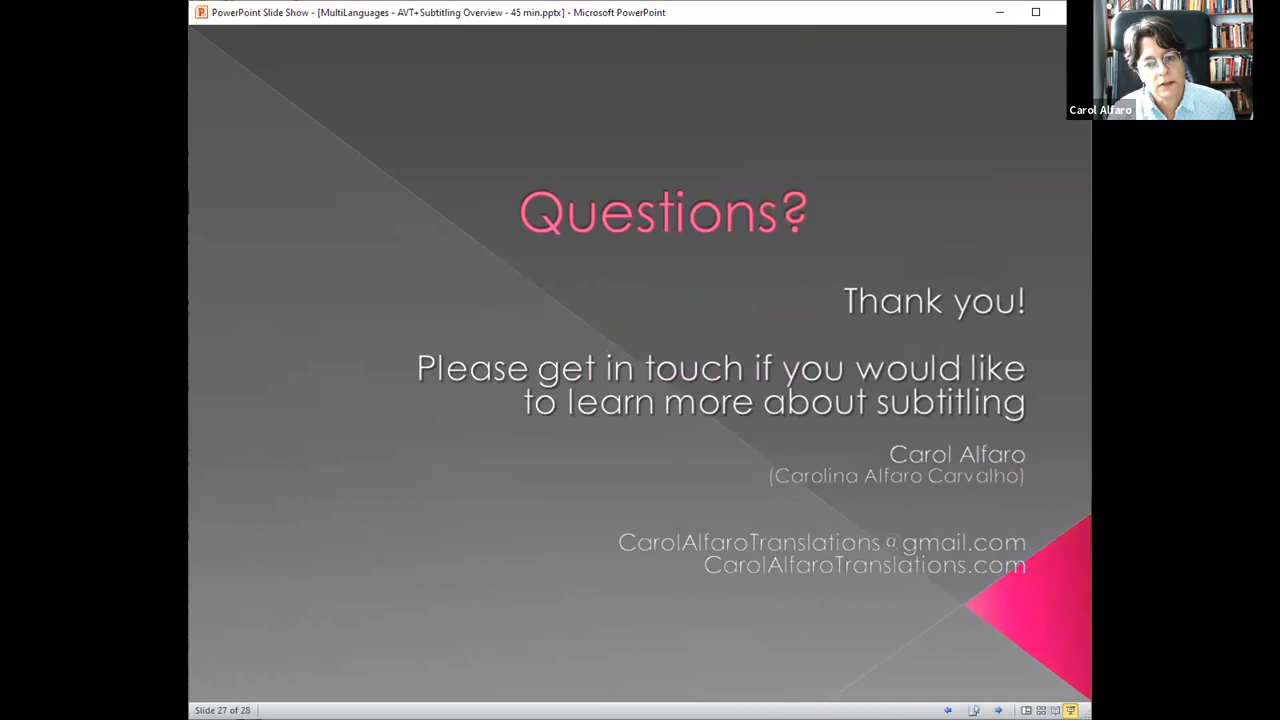 PowerPoint Slide Show - [MultiLanguages - AVT+Subtitling Overview - 45 min.pptx] - Microsoft PowerPoint
Carol Alfaro
Questions?
Thank you!
Please get in touch if you would like
to learn more about subtitling
Carol Alfaro
(Carolina Alfaro Carvalho)
CarolAlfaroTranslations@gmail.com
CarolAlfaroTranslations.com
Slide 27 of 28